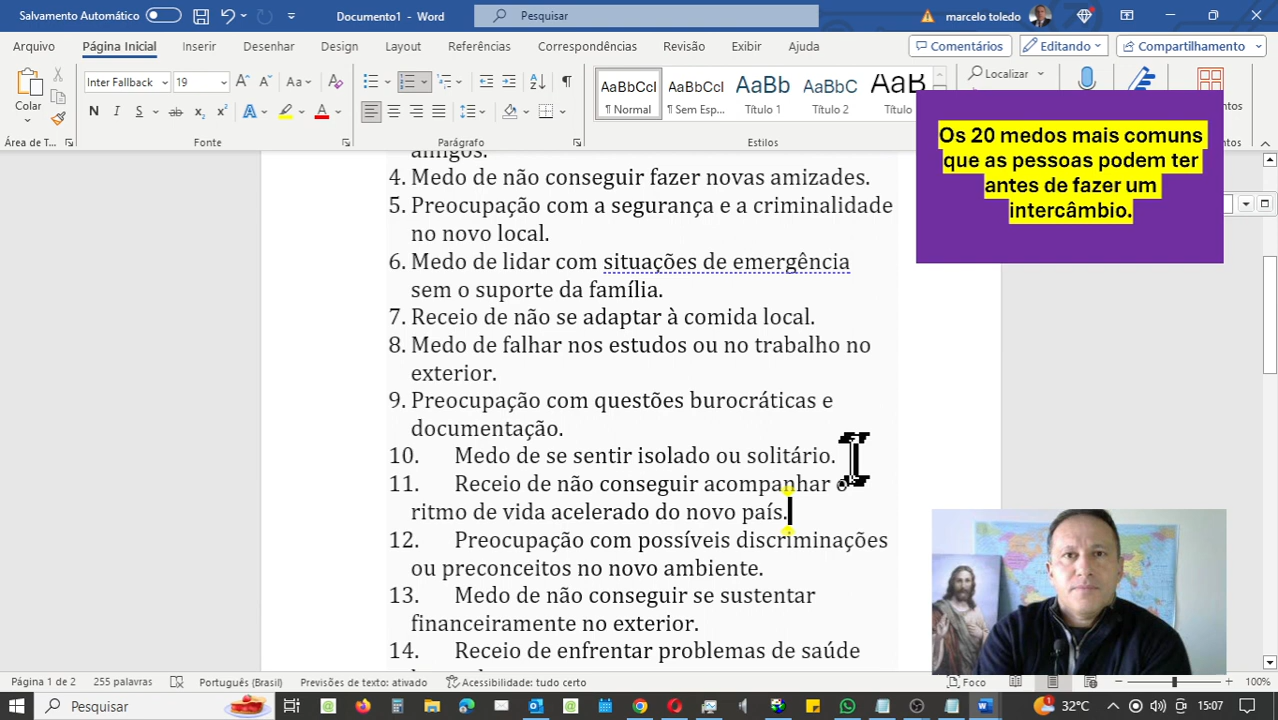 Salvamento Automático
Documento1 - Word
Pesquisar
marcelo toledo
Arquivo
Página Inicial
Inserir
Desenhar
Design
Layout
Referências
Correspondências
Revisão
Exibir
Ajuda
Comentários
Editando
Compartilhamento
Colar
Inter Fallback
19
AaBbCcI
AaBbCcI
AaBb
AaBbC
AaBb
Localizar
¶ Normal
¶ Sem Esp...
Título 1
Título 2
Título
Área de T...
Fonte
Parágrafo
Estilos
Os 20 medos mais comuns
que as pessoas podem ter
antes de fazer um
intercâmbio.
amigos.
4. Medo de não conseguir fazer novas amizades.
5. Preocupação com a segurança e a criminalidade
no novo local.
6. Medo de lidar com situações de emergência
sem o suporte da família.
7. Receio de não se adaptar à comida local.
8. Medo de falhar nos estudos ou no trabalho no
exterior.
9. Preocupação com questões burocráticas e
documentação.
10. Medo de se sentir isolado ou solitário.
11. Receio de não conseguir acompanhar o
ritmo de vida acelerado do novo país.
12. Preocupação com possíveis discriminações
ou preconceitos no novo ambiente.
13. Medo de não conseguir se sustentar
financeiramente no exterior.
14. Receio de enfrentar problemas de saúde
Página 1 de 2
255 palavras
Português (Brasil)
Previsões de texto: ativado
Acessibilidade: tudo certo
Foco
100%
Pesquisar
32°C
15:07